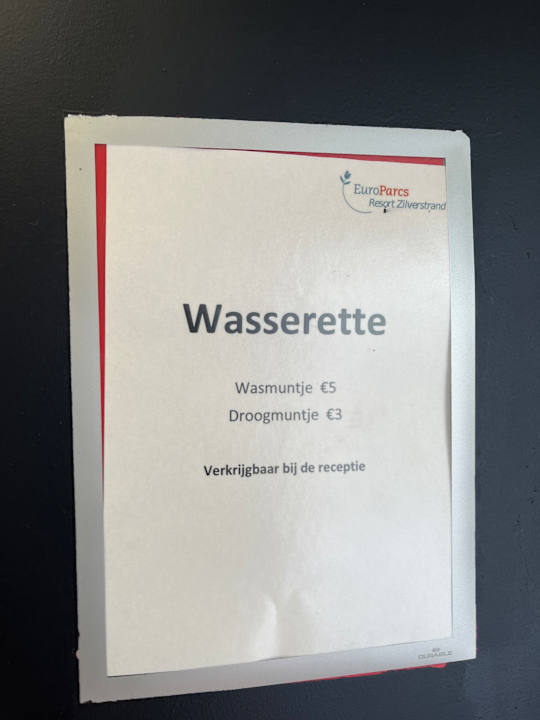 EuroParcs
Resort Zilverstrand
Wasserette
Wasmuntje €5
Droogmuntje €3
Verkrijgbaar bij de receptie
DURABLE